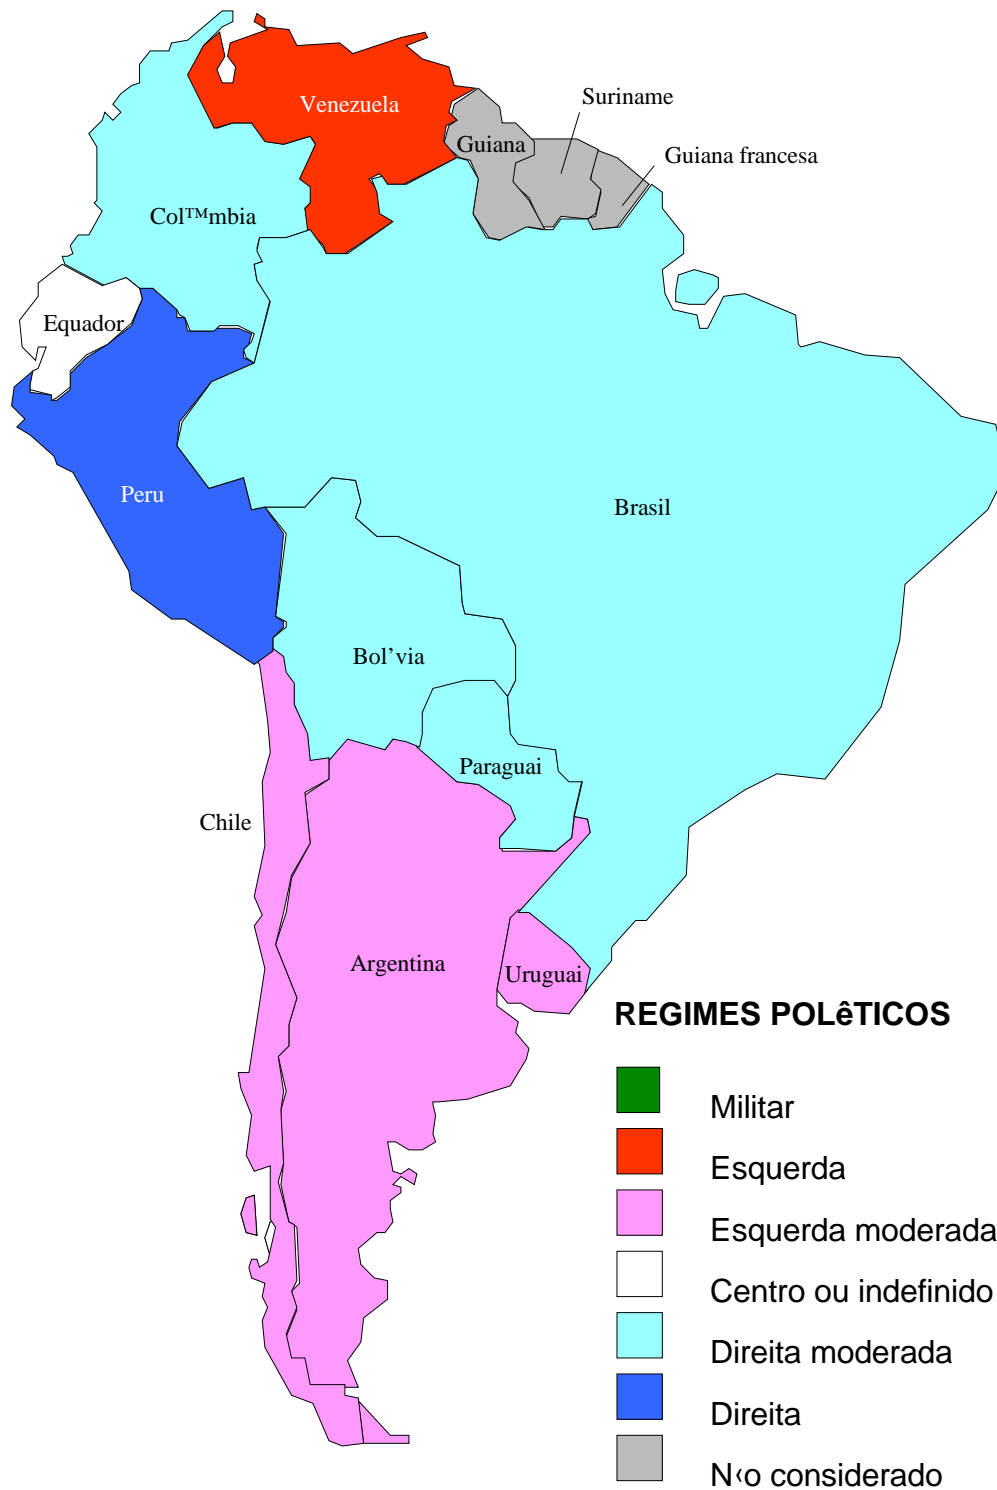 Venezuela
Suriname
Guiana
Guiana francesa
Col™mbia
Equador
Peru
Brasil
Bol’via
Paraguai
Chile
Argentina
Uruguai
REGIMES POLêTICOS
Militar
Esquerda
Esquerda moderada
Centro ou indefinido
Direita moderada
Direita
N‹o considerado